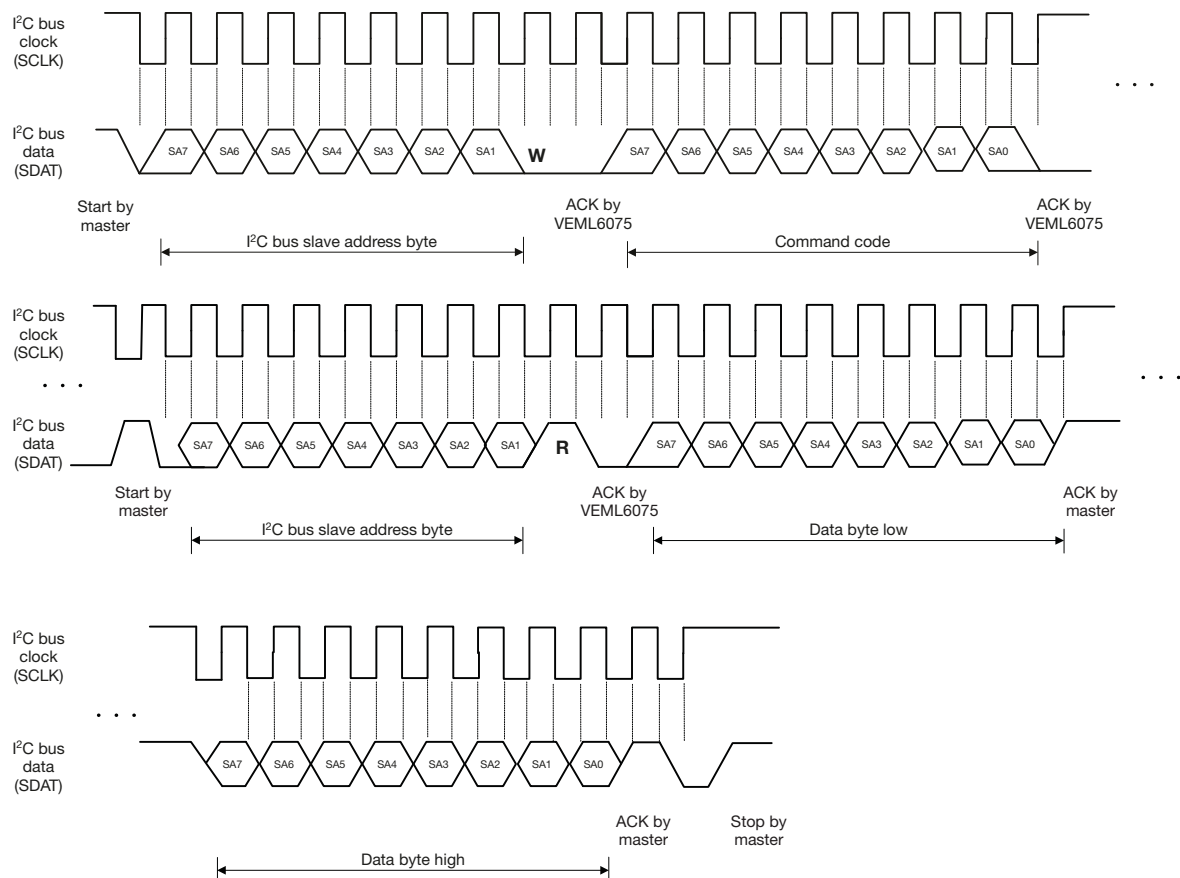 I²C bus
clock
(SCLK)
. . .
I²C bus
data
(SDAT)
SA7 SA6 SA5 SA4 SA3 SA2 SA1 W SA7 SA6 SA5 SA4 SA3 SA2 SA1 SA0
Start by
master
ACK by
VEML6075
ACK by
VEML6075
I²C bus slave address byte
Command code
I²C bus
clock
(SCLK)
. . .
. . .
I²C bus
data
(SDAT)
SA7 SA6 SA5 SA4 SA3 SA2 SA1 R SA7 SA6 SA5 SA4 SA3 SA2 SA1 SA0
Start by
master
ACK by
VEML6075
ACK by
master
I²C bus slave address byte
Data byte low
I²C bus
clock
(SCLK)
. . .
I²C bus
data
(SDAT)
SA7 SA6 SA5 SA4 SA3 SA2 SA1 SA0
ACK by
master
Stop by
master
Data byte high